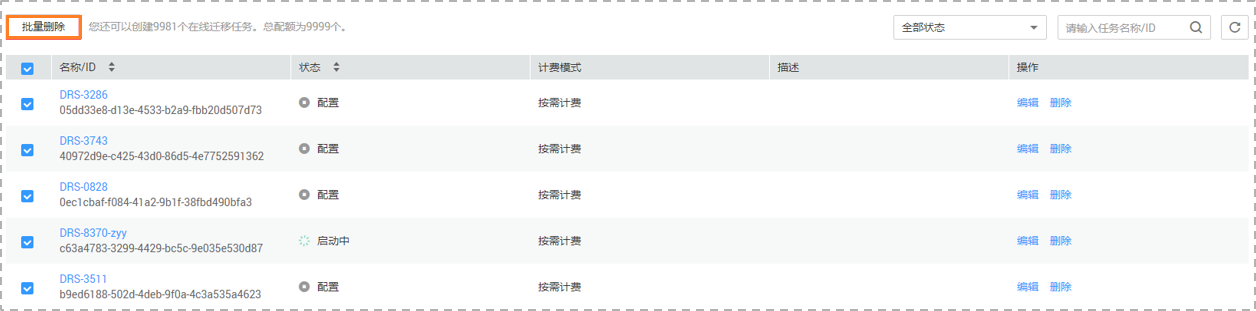 批量删除 您还可以创建9981个在线迁移任务。总配额为9999个。 全部状态 请输入任务名称/ID
名称/ID 状态 计费模式 描述 操作
DRS-3286
05dd33e8-d13e-4533-b2a9-fbb20d507d73 配置 按需计费 编辑 删除
DRS-3743
40972d9e-c425-43d0-86d5-4e7752591362 配置 按需计费 编辑 删除
DRS-0828
0ec1cbaf-f084-41a2-9b1f-38fbd490bfa3 配置 按需计费 编辑 删除
DRS-8370-zyy
c63a4783-3299-4429-bc5c-9e035e530d87 启动中 按需计费 编辑 删除
DRS-3511
b9ed6188-502d-4deb-9f0a-4c3a535a4623 配置 按需计费 编辑 删除